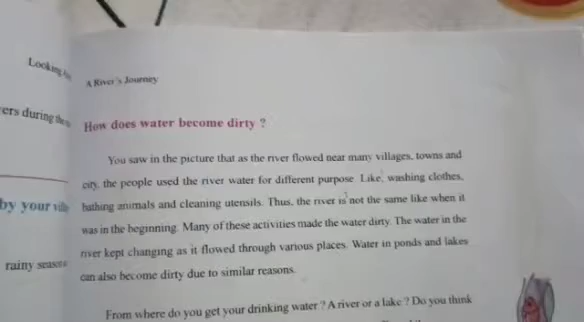 Looking
ers during the
by your
rainy season
A River's Journey
How does water become dirty ?
You saw in the picture that as the river flowed near many villages, towns and
city, the people used the river water for different purpose. Like, washing clothes,
bathing animals and cleaning utensils. Thus, the river is not the same like when it
was in the beginning. Many of these activities made the water dirty. The water in the
river kept changing as it flowed through various places. Water in ponds and lakes
can also become dirty due to similar reasons.
From where do you get your drinking water ? A river or a lake ? Do you think